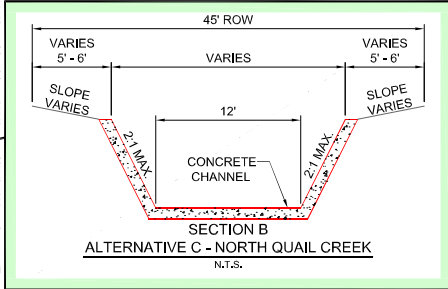 45' ROW
VARIES
5' - 6'
VARIES
VARIES
5' - 6'
SLOPE
VARIES
SLOPE
VARIES
12'
2:1 MAX.
2:1 MAX.
CONCRETE
CHANNEL
SECTION B
ALTERNATIVE C - NORTH QUAIL CREEK
N.T.S.